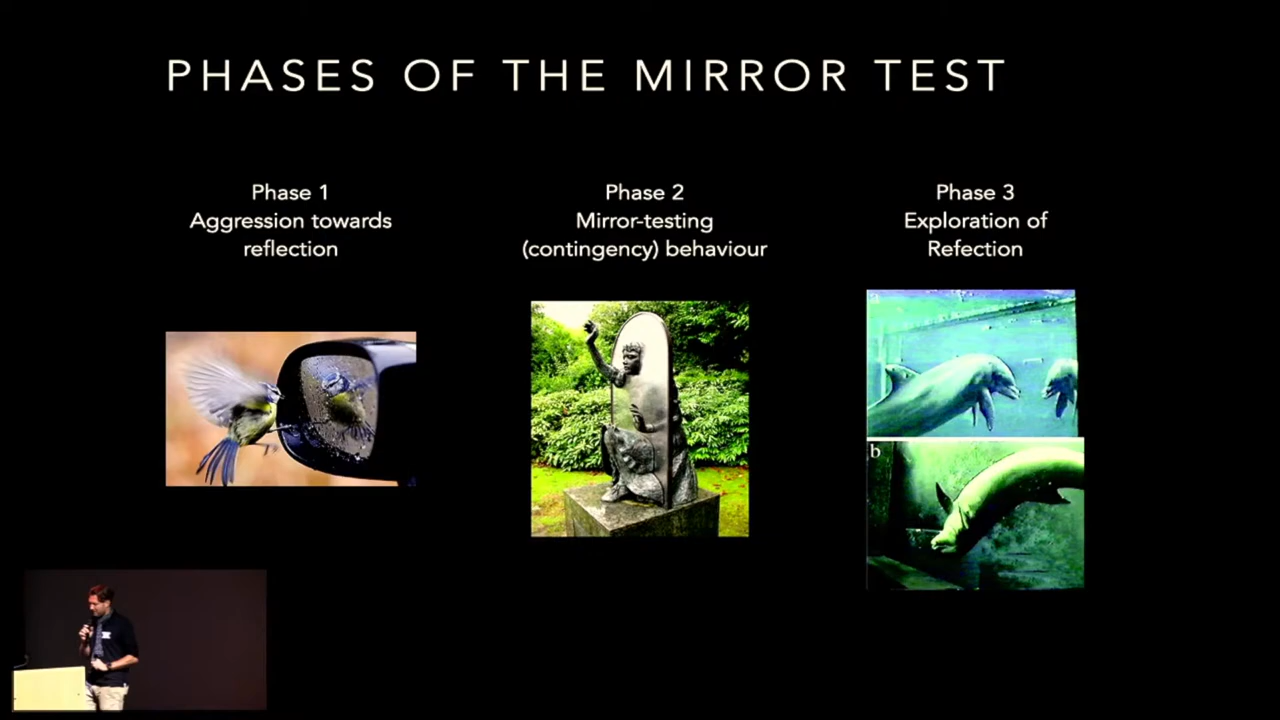 PHASES OF THE MIRROR TEST
Phase 1
Aggression towards
reflection
Phase 2
Mirror-testing
(contingency) behaviour
Phase 3
Exploration of
Refection
b